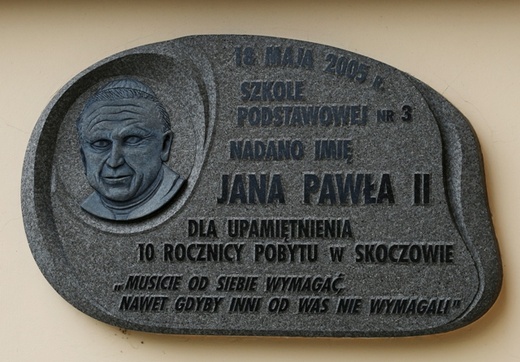 18 MAJA 2005 r.
SZKOLE
PODSTAWOWEJ NR 3
NADANO IMIĘ
JANA PAWŁA II
DLA UPAMIĘTNIENIA
10 ROCZNICY POBYTU W SKOCZOWIE
„MUSICIE OD SIEBIE WYMAGAĆ,
NAWET GDYBY INNI OD WAS NIE WYMAGALI"